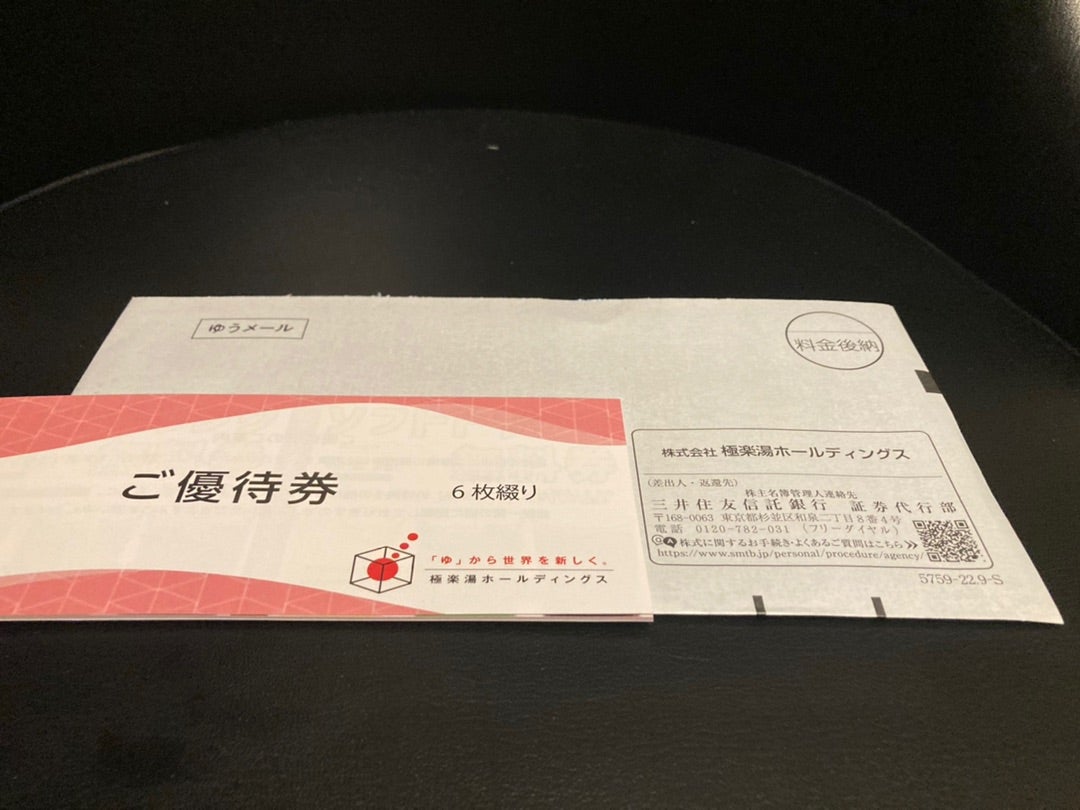 ゆうメール
料金後納
ご優待券
6枚綴り
「ゆ」から世界を新しく。
極楽湯ホールディングス
株式会社 極楽湯ホールディングス
(差出人・返還先)
株主名簿管理人連絡先
三井住友信託銀行 証券代行部
〒168-0063 東京都杉並区和泉二丁目8番4号
電話 0120-782-031 (フリーダイヤル)
QA株式に関するお手続き・よくあるご質問はこちら≫
https://www.smtb.jp/personal/procedure/agency/
5759-22.9-S